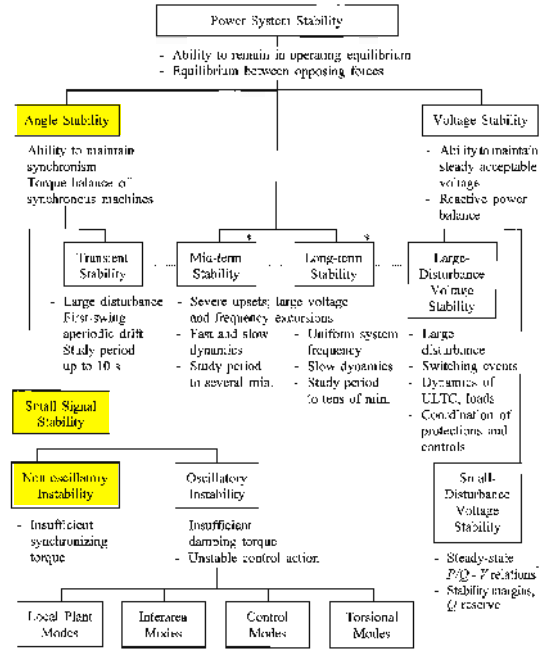 Power System Stability
- Ability to remain in operating equilibrium
- Equilibrium between opposing forces
Angle Stability
Voltage Stability
Ability to maintain
synchronism
Torque balance of
synchronous machines
- Ability to maintain
steady acceptable
voltage
- Reactive power
balance
Transient
Stability
Mid-term
Stability
*
Long-term
Stability
*
Large-
Disturbance
Voltage
Stability
- Large disturbance
First-swing
aperiodic drift
Study period
up to 10 s
- Severe upsets; large voltage
and frequency excursions
- Fast and slow
dynamics
- Study period
to several min.
- Uniform system
frequency
- Slow dynamics
- Study period
to tens of min.
- Large
disturbance
- Switching events
- Dynamics of
ULTC, loads
- Coordination of
protections and
controls
Small Signal
Stability
Non-oscillatory
Instability
Oscillatory
Instability
Small-
Disturbance
Voltage
Stability
- Insufficient
synchronizing
torque
Insufficient
damping torque
- Unstable control action
- Steady-state
P/Q - V relations
- Stability margins,
Q reserve
Local Plant
Modes
Interarea
Modes
Control
Modes
Torsional
Modes